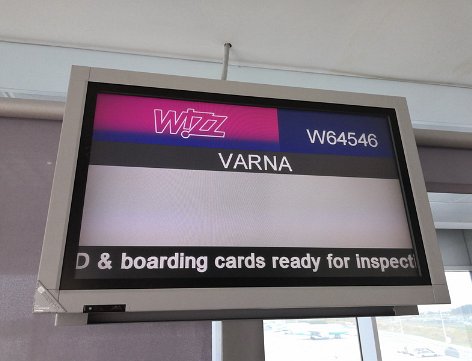 WIZZ
W64546
VARNA
D & boarding cards ready for inspect